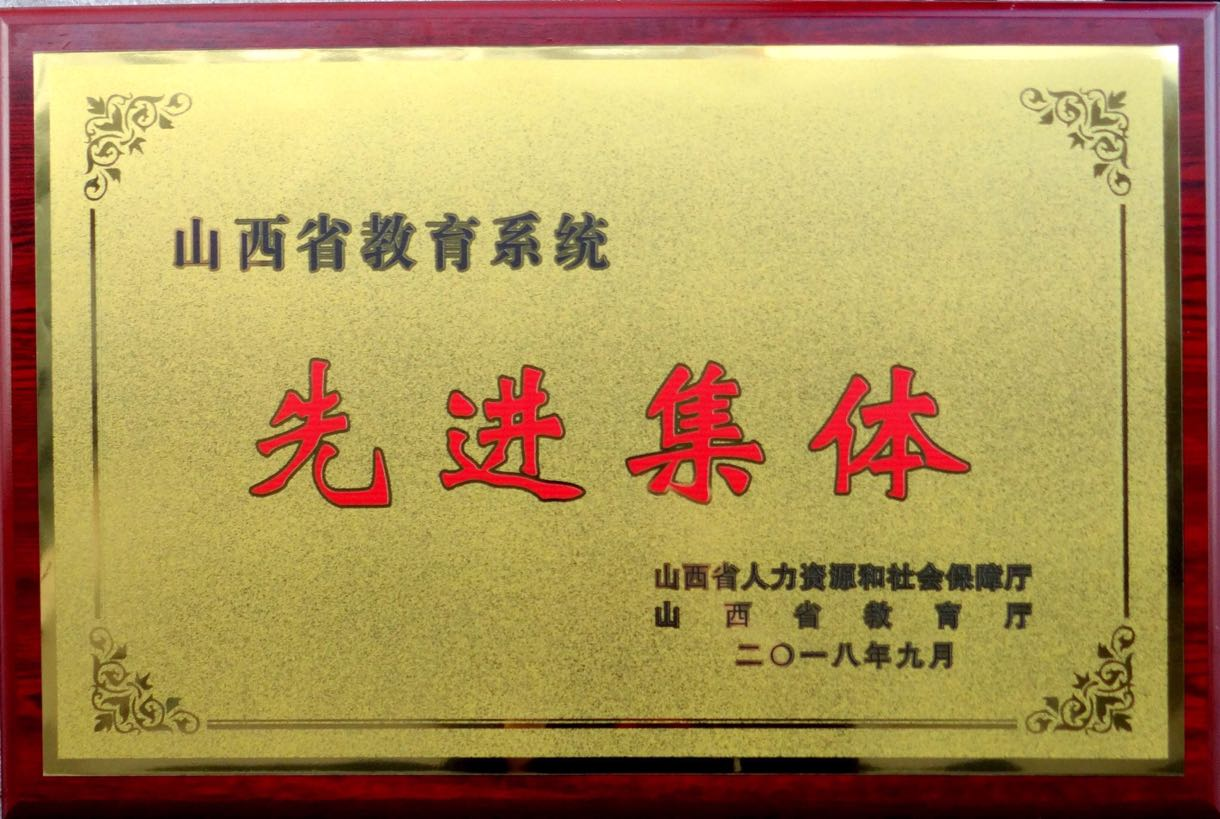 山西省教育系统
先进集体
山西省人力资源和社会保障厅
山西省教育厅
二〇一八年九月